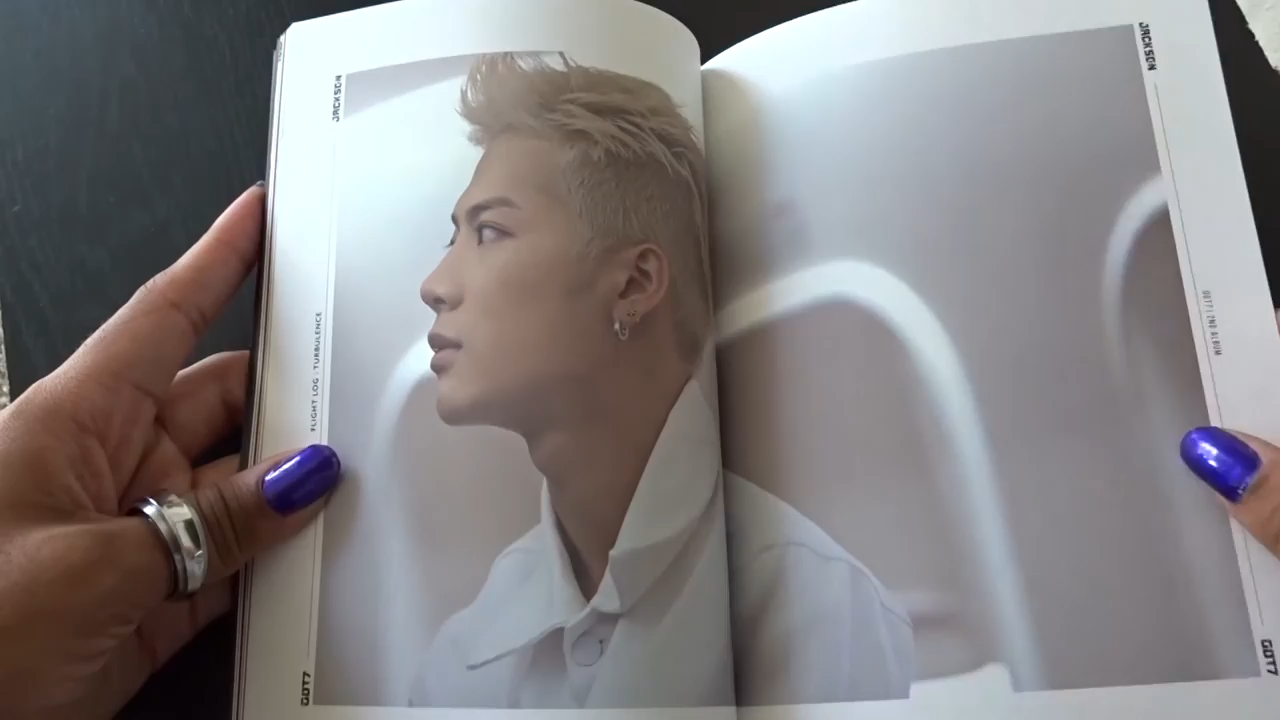 JACKSON
FLIGHT LOG : TURBULENCE
GOT7
JACKSON
GOT7 2ND ALBUM
GOT7